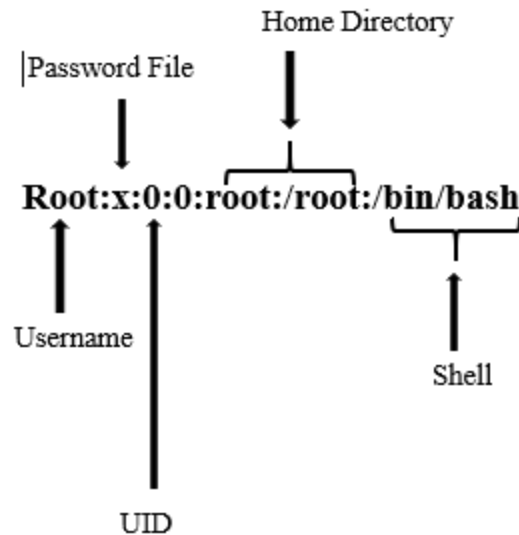 Home Directory
Password File
Root:x:0:0:root:/root:/bin/bash
Username
Shell
UID